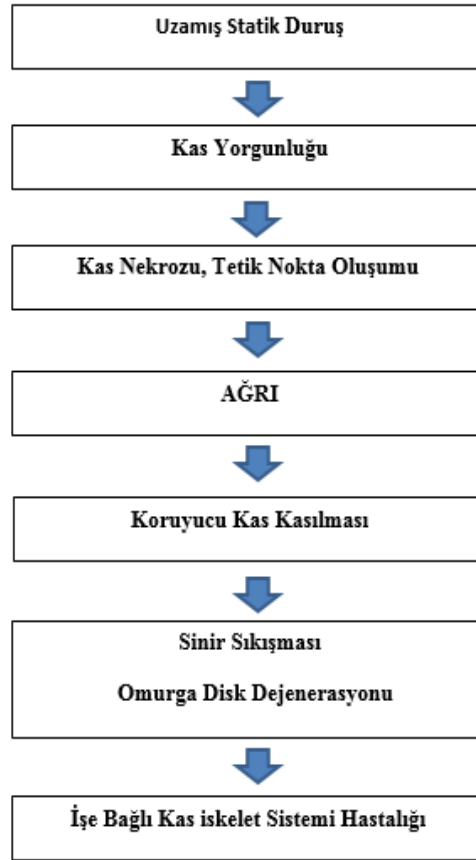 Uzamış Statik Duruş
Kas Yorgunluğu
Kas Nekrozu, Tetik Nokta Oluşumu
AĞRI
Koruyucu Kas Kasılması
Sinir Sıkışması
Omurga Disk Dejenerasyonu
İşe Bağlı Kas iskelet Sistemi Hastalığı